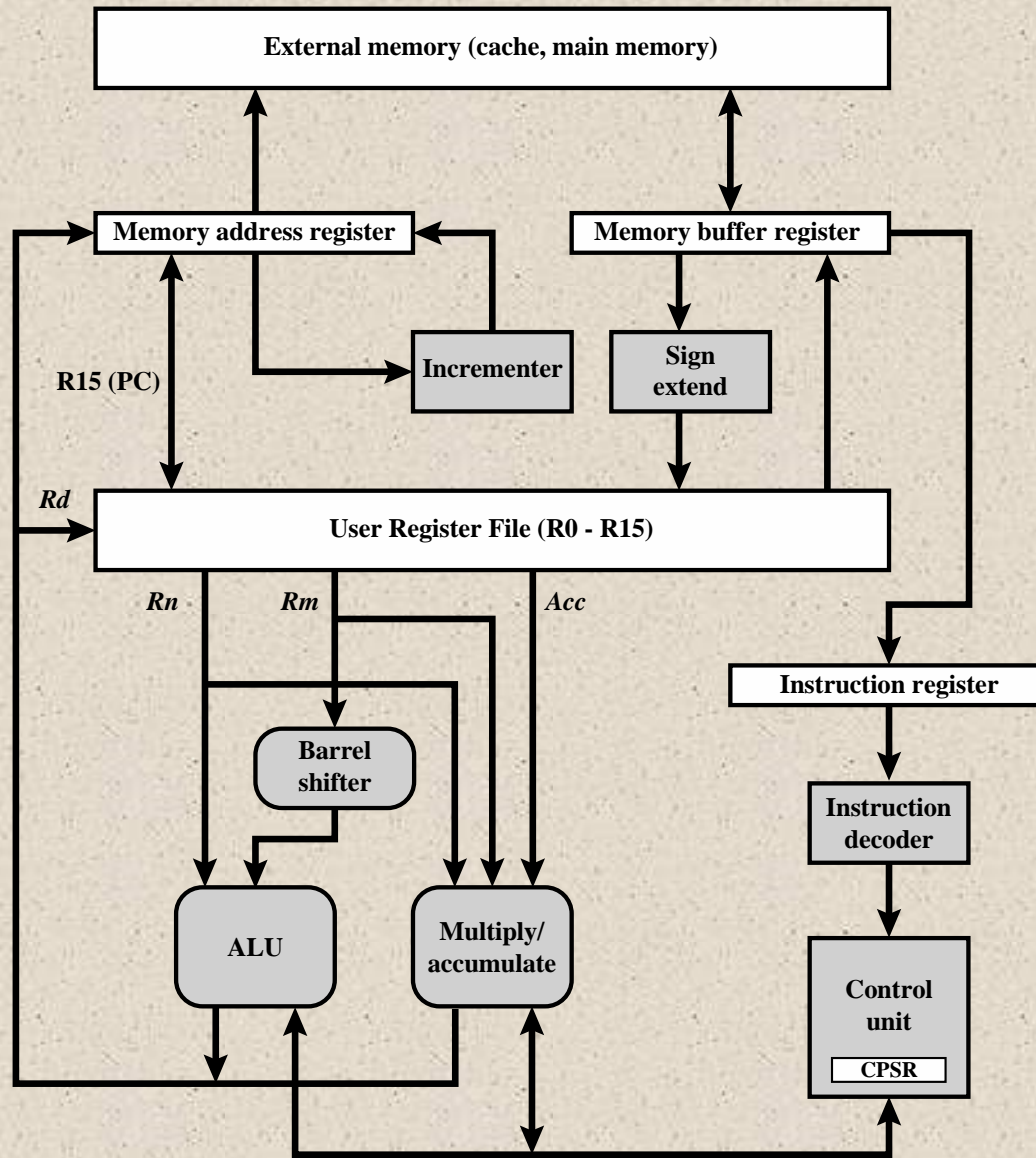 External memory (cache, main memory)
Memory address register
Memory buffer register
Incrementer
Sign
extend
R15 (PC)
Rd
User Register File (R0 - R15)
Rn
Rm
Acc
Instruction register
Barrel
shifter
Instruction
decoder
ALU
Multiply/
accumulate
Control
unit
CPSR